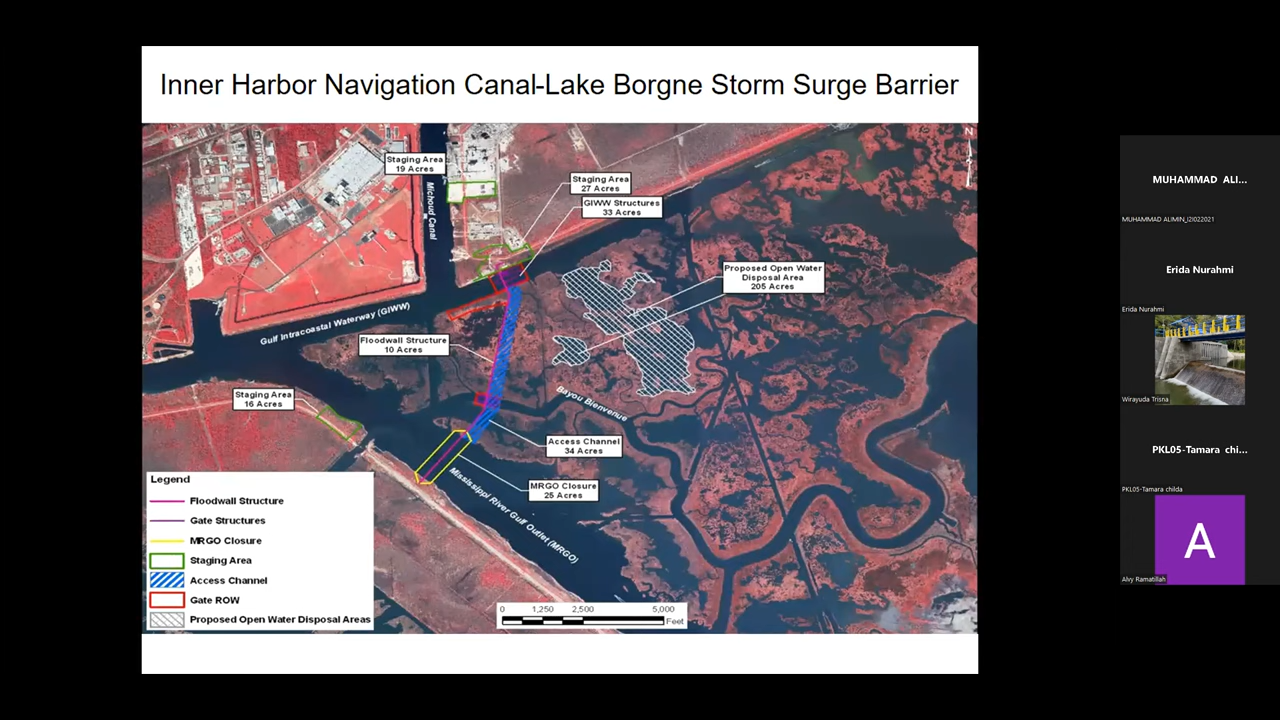 Inner Harbor Navigation Canal-Lake Borgne Storm Surge Barrier
N
Staging Area
19 Acres
Michoud Canal
Staging Area
27 Acres
GIWW Structures
33 Acres
Proposed Open Water
Disposal Area
205 Acres
Gulf Intracoastal Waterway (GIWW)
Floodwall Structure
10 Acres
Staging Area
16 Acres
Bayou Bienvenue
Access Channel
34 Acres
MRGO Closure
25 Acres
Mississippi River Gulf Outlet (MRGO)
Legend
Floodwall Structure
Gate Structures
MRGO Closure
Staging Area
Access Channel
Gate ROW
Proposed Open Water Disposal Areas
0 1,250 2,500 5,000
Feet
MUHAMMAD ALI...
MUHAMMAD ALIMIN_I2I022021
Erida Nurahmi
Erida Nurahmi
Wirayuda Trisna
PKL05-Tamara chi...
PKL05-Tamara childa
A
Alvy Ramatillah